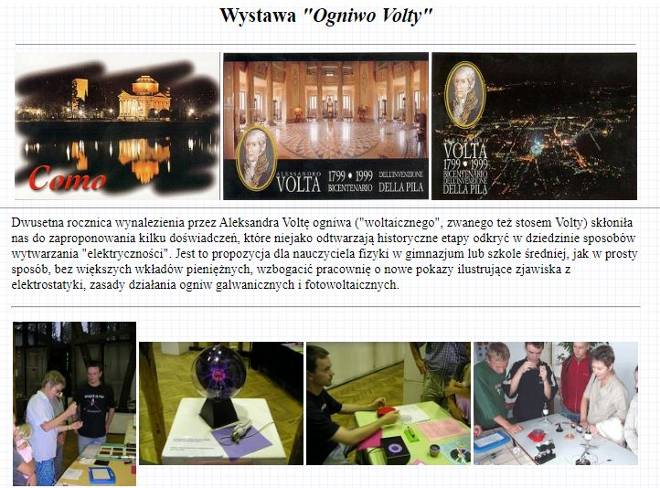 Wystawa "Ogniwo Volty"
Como
ALESSANDRO
VOLTA
1799 • 1999
BICENTENARIO
DELL'INVENZIONE
DELLA PILA
ALESSANDRO
VOLTA
1799 • 1999
BICENTENARIO
DELL'INVENZIONE
DELLA PILA
Dwusetna rocznica wynalezienia przez Aleksandra Voltę ogniwa ("woltaicznego", zwanego też stosem Volty) skłoniła
nas do zaproponowania kilku doświadczeń, które niejako odtwarzają historyczne etapy odkryć w dziedzinie sposobów
wytwarzania "elektryczności". Jest to propozycja dla nauczyciela fizyki w gimnazjum lub szkole średniej, jak w prosty
sposób, bez większych wkładów pieniężnych, wzbogacić pracownię o nowe pokazy ilustrujące zjawiska z
elektrostatyki, zasady działania ogniw galwanicznych i fotowoltaicznych.